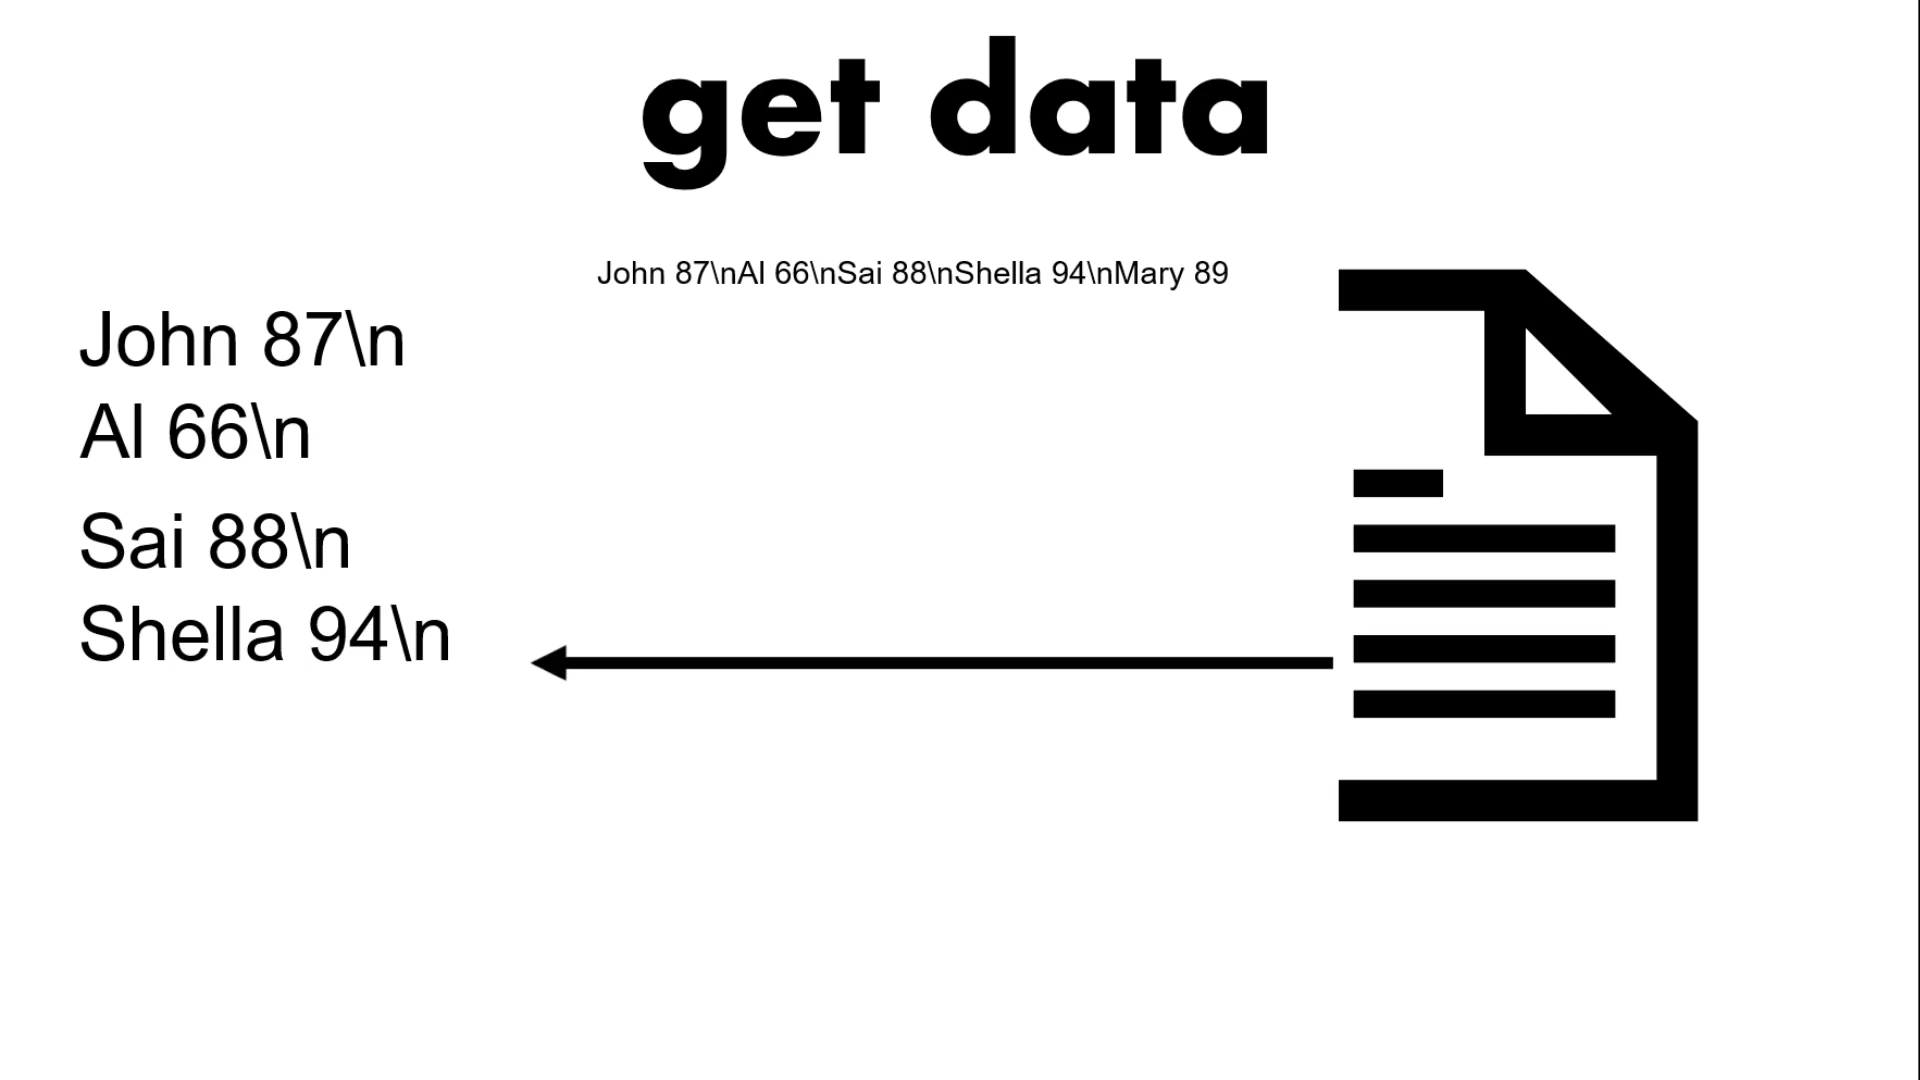 get data
John 87\nAl 66\nSai 88\nShella 94\nMary 89
John 87\n
Al 66\n
Sai 88\n
Shella 94\n